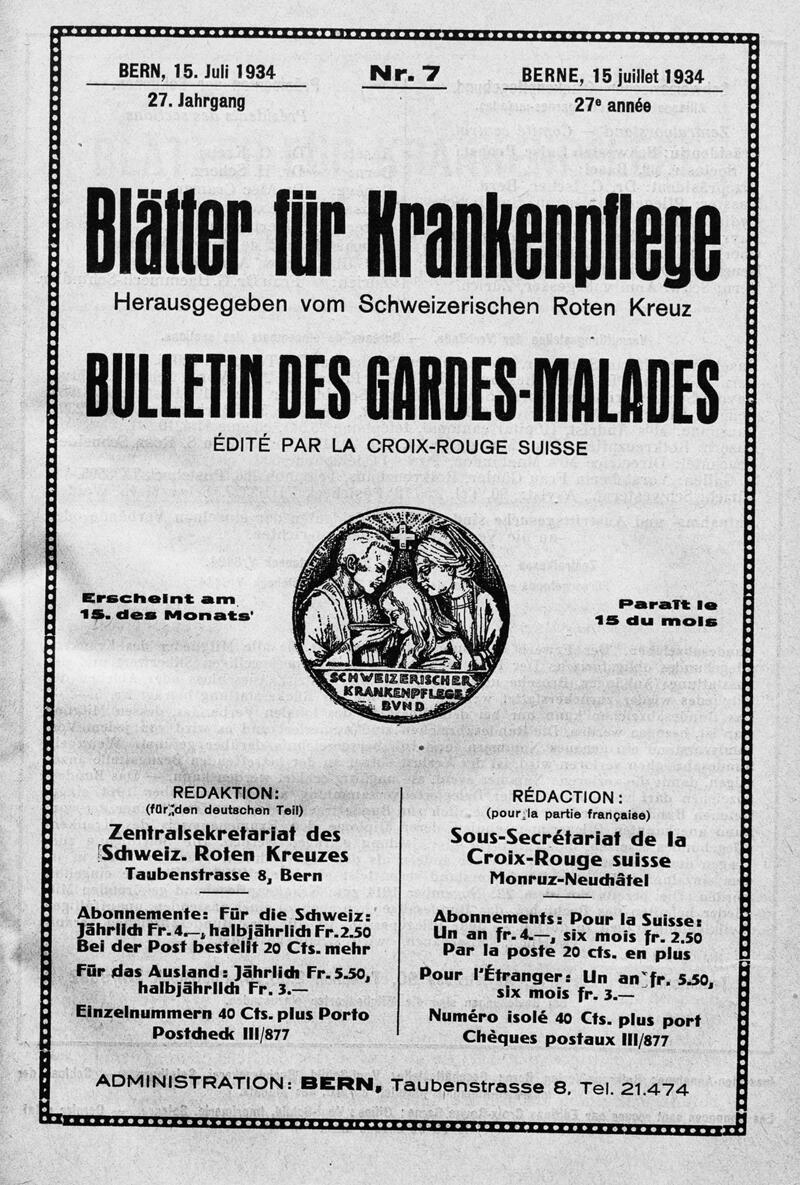 BERN, 15. Juli 1934
27. Jahrgang
Nr. 7
BERNE, 15 juillet 1934
27e année
Blätter für Krankenpflege
Herausgegeben vom Schweizerischen Roten Kreuz
BULLETIN DES GARDES-MALADES
ÉDITÉ PAR LA CROIX-ROUGE SUISSE
Erscheint am
15. des Monats
Paraît le
15 du mois
SCHWEIZERISCHER
KRANKENPFLEGE
BVND
REDAKTION:
(für den deutschen Teil)
Zentralsekretariat des
Schweiz. Roten Kreuzes
Taubenstrasse 8, Bern
Abonnemente: Für die Schweiz:
Jährlich Fr. 4.—, halbjährlich Fr. 2.50
Bei der Post bestellt 20 Cts. mehr
Für das Ausland: Jährlich Fr. 5.50,
halbjährlich Fr. 3.—
Einzelnummern 40 Cts. plus Porto
Postcheck III/877
RÉDACTION:
(pour la partie française)
Sous-Secrétariat de la
Croix-Rouge suisse
Monruz-Neuchâtel
Abonnements: Pour la Suisse:
Un an fr. 4.—, six mois fr. 2.50
Par la poste 20 cts. en plus
Pour l'Étranger: Un an fr. 5.50,
six mois fr. 3.—
Numéro isolé 40 Cts. plus port
Chèques postaux III/877
ADMINISTRATION: BERN, Taubenstrasse 8, Tel. 21.474